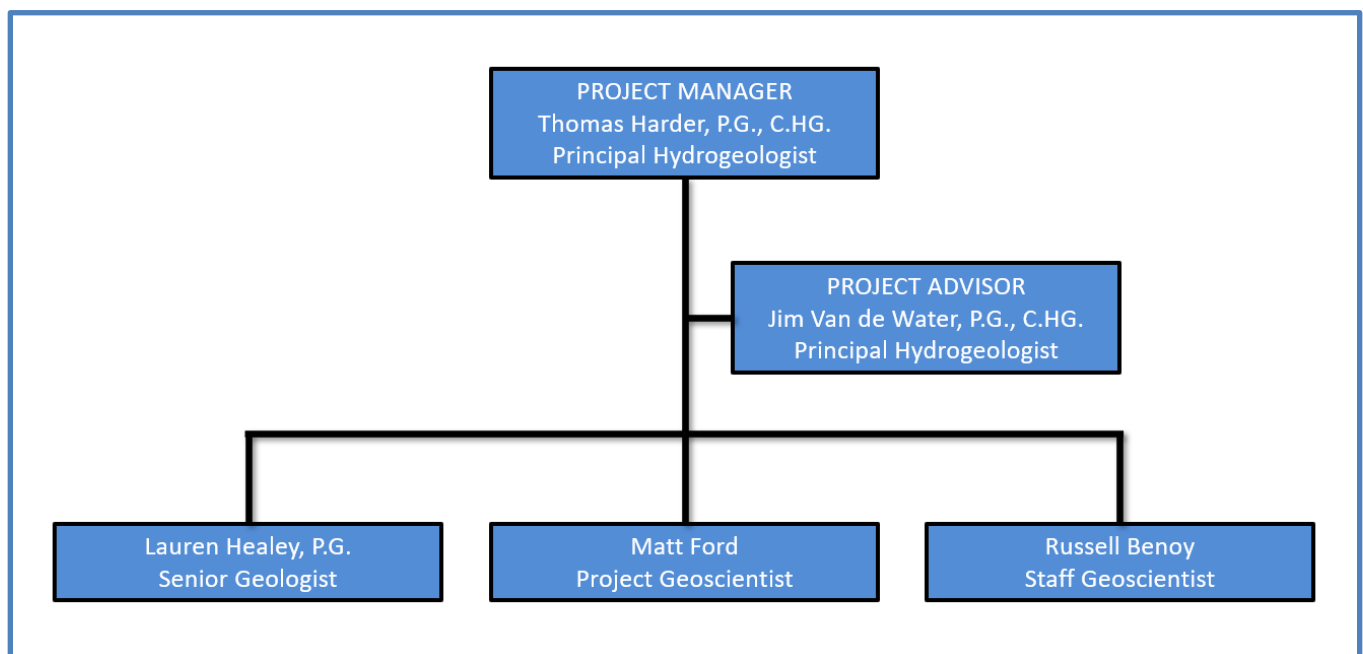 PROJECT MANAGER
Thomas Harder, P.G., C.HG.
Principal Hydrogeologist
PROJECT ADVISOR
Jim Van de Water, P.G., C.HG.
Principal Hydrogeologist
Lauren Healey, P.G.
Senior Geologist
Matt Ford
Project Geoscientist
Russell Benoy
Staff Geoscientist